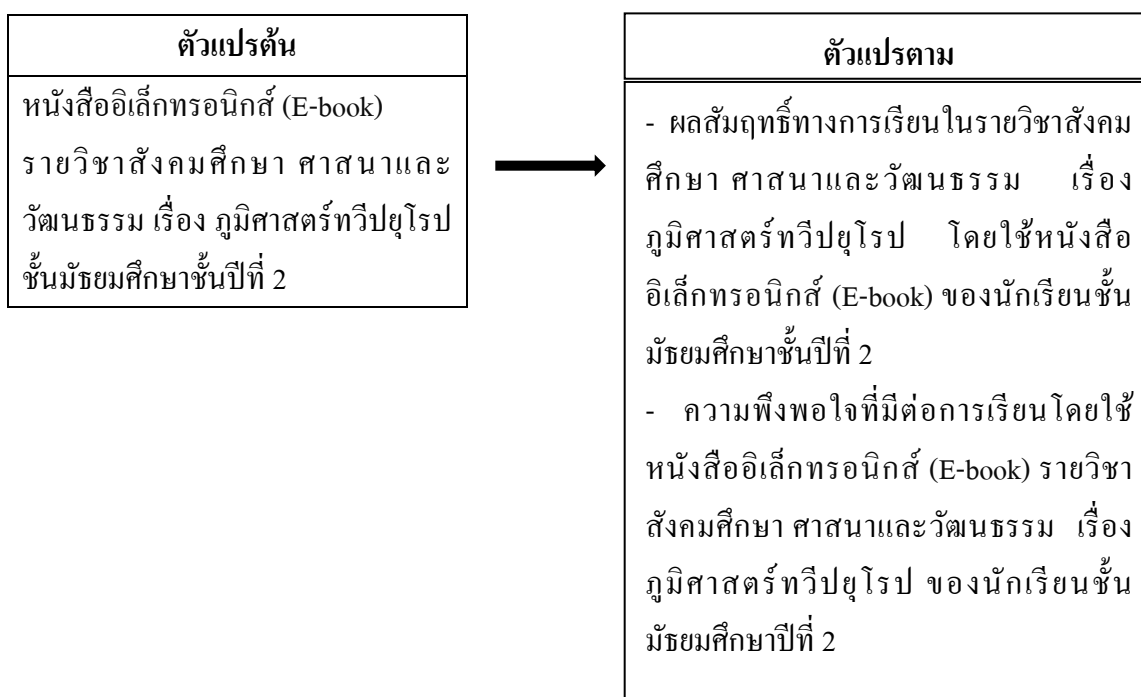 ตัวแปรต้น
หนังสืออิเล็กทรอนิกส์ (E-book)
รายวิชาสังคมศึกษา ศาสนาและ
วัฒนธรรม เรื่อง ภูมิศาสตร์ทวีปยุโรป
ชั้นมัธยมศึกษาชั้นปีที่ 2
ตัวแปรตาม
- ผลสัมฤทธิ์ทางการเรียนในรายวิชาสังคม
ศึกษา ศาสนาและวัฒนธรรม เรื่อง
ภูมิศาสตร์ทวีปยุโรป โดยใช้หนังสือ
อิเล็กทรอนิกส์ (E-book) ของนักเรียนชั้น
มัธยมศึกษาชั้นปีที่ 2
- ความพึงพอใจที่มีต่อการเรียนโดยใช้
หนังสืออิเล็กทรอนิกส์ (E-book) รายวิชา
สังคมศึกษา ศาสนาและวัฒนธรรม เรื่อง
ภูมิศาสตร์ทวีปยุโรป ของนักเรียนชั้น
มัธยมศึกษาปีที่ 2